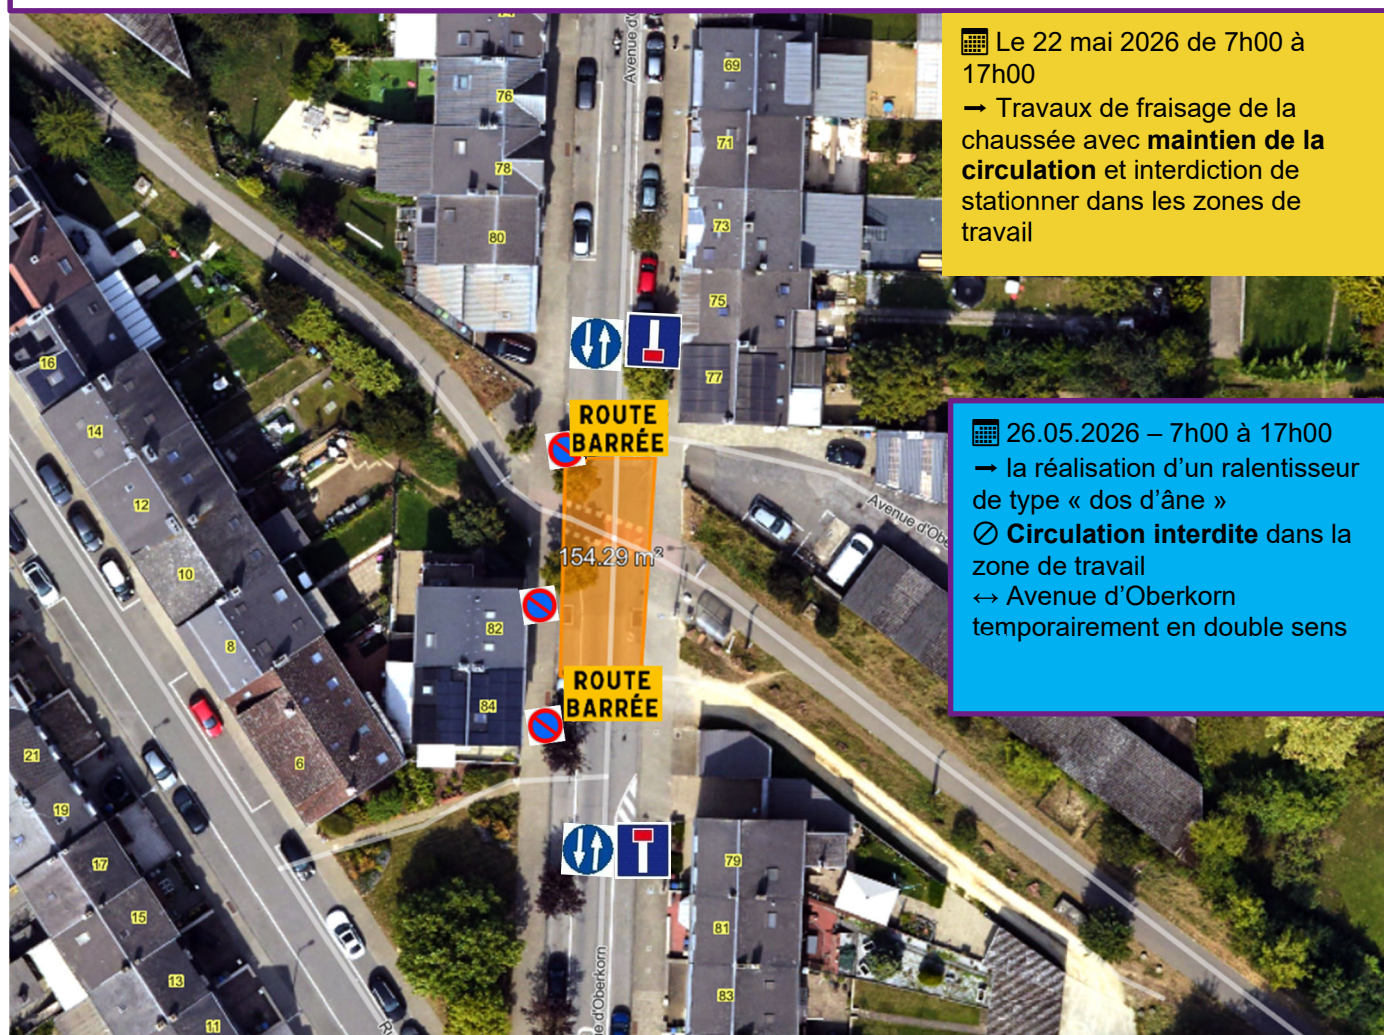 Le 22 mai 2026 de 7h00 à
17h00
→ Travaux de fraisage de la
chaussée avec maintien de la
circulation et interdiction de
stationner dans les zones de
travail
26.05.2026 – 7h00 à 17h00
→ la réalisation d'un ralentisseur
de type « dos d'âne »
Circulation interdite dans la
zone de travail
↔ Avenue d'Oberkorn
temporairement en double sens
Avenue d'O
69
76
71
78
73
80
75
16
77
ROUTE
BARRÉE
14
12
Avenue d'Obe
154.29 m²
10
82
8
ROUTE
BARRÉE
84
6
21
19
17
79
15
81
13
83
11
e d'Oberkorn